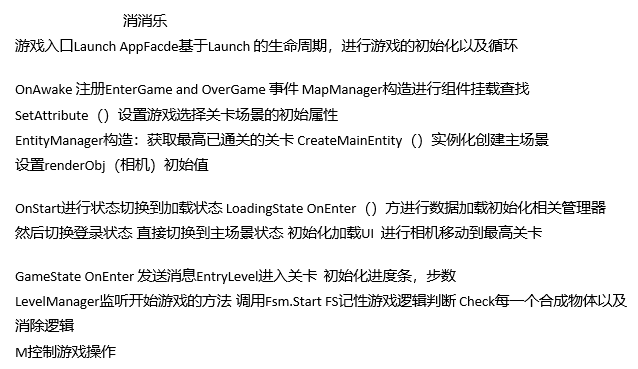 消消乐
游戏入口Launch AppFacde基于Launch 的生命周期，进行游戏的初始化以及循环
OnAwake 注册EnterGame and OverGame 事件 MapManager构造进行组件挂载查找
SetAttribute（）设置游戏选择关卡场景的初始属性
EntityManager构造：获取最高已通关的关卡 CreateMainEntity（）实例化创建主场景
设置renderObj（相机）初始值
OnStart进行状态切换到加载状态 LoadingState OnEnter（）方进行数据加载初始化相关管理器
然后切换登录状态 直接切换到主场景状态 初始化加载UI 进行相机移动到最高关卡
GameState OnEnter 发送消息EntryLevel进入关卡 初始化进度条，步数
LevelManager监听开始游戏的方法 调用Fsm.Start FS记性游戏逻辑判断 Check每一个合成物体以及
消除逻辑
M控制游戏操作